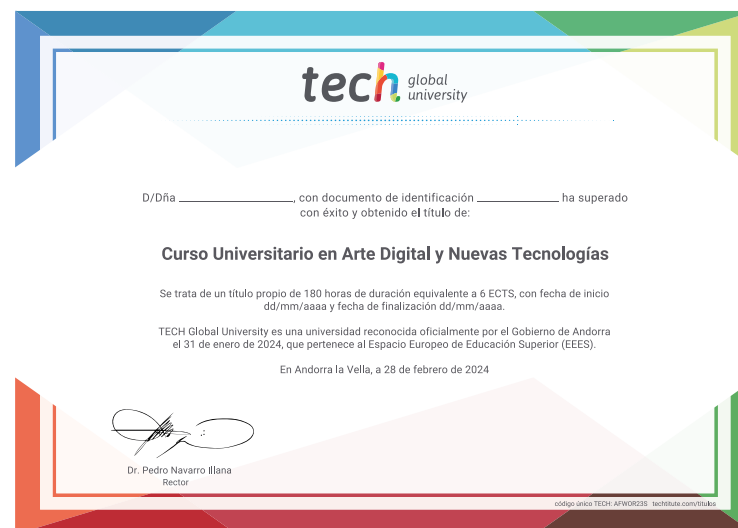 tech global university
D/Dña ____________________, con documento de identificación ______________ ha superado
con éxito y obtenido el título de:
Curso Universitario en Arte Digital y Nuevas Tecnologías
Se trata de un título propio de 180 horas de duración equivalente a 6 ECTS, con fecha de inicio
dd/mm/aaaa y fecha de finalización dd/mm/aaaa.
TECH Global University es una universidad reconocida oficialmente por el Gobierno de Andorra
el 31 de enero de 2024, que pertenece al Espacio Europeo de Educación Superior (EEES).
En Andorra la Vella, a 28 de febrero de 2024
Dr. Pedro Navarro Illana
Rector
código único TECH: AFWOR23S techtitute.com/títulos